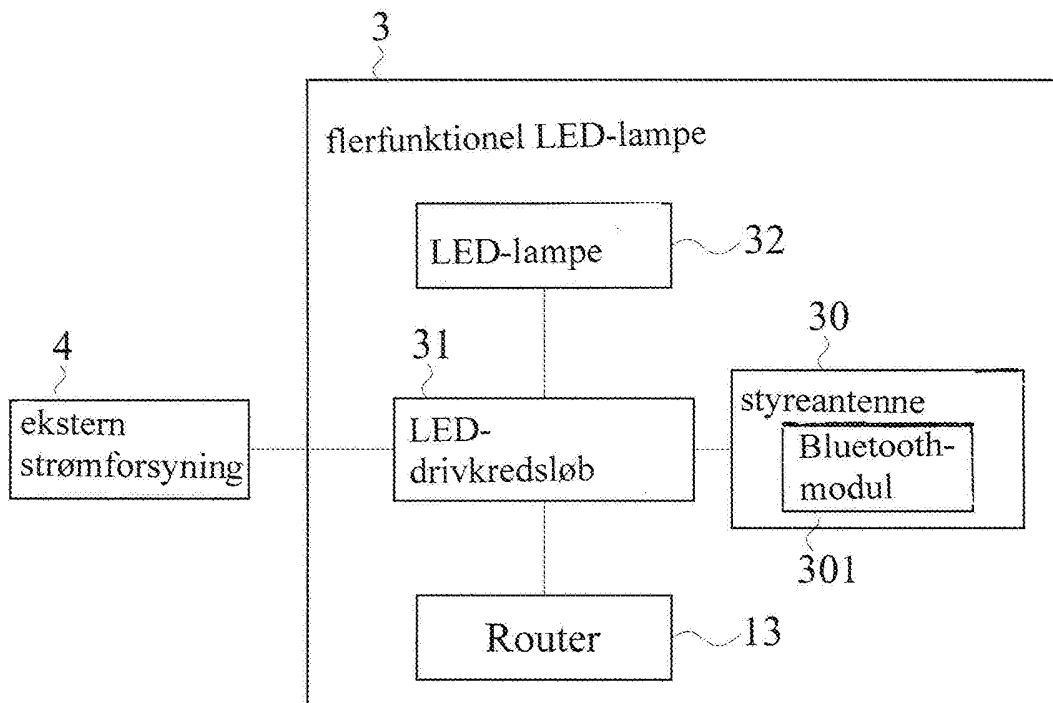 3
flerfunktionel LED-lampe
LED-lampe
32
4
31
30
ekstern
strømforsyning
LED-
drivkredsløb
styreantenne
Bluetooth-
modul
301
Router
13